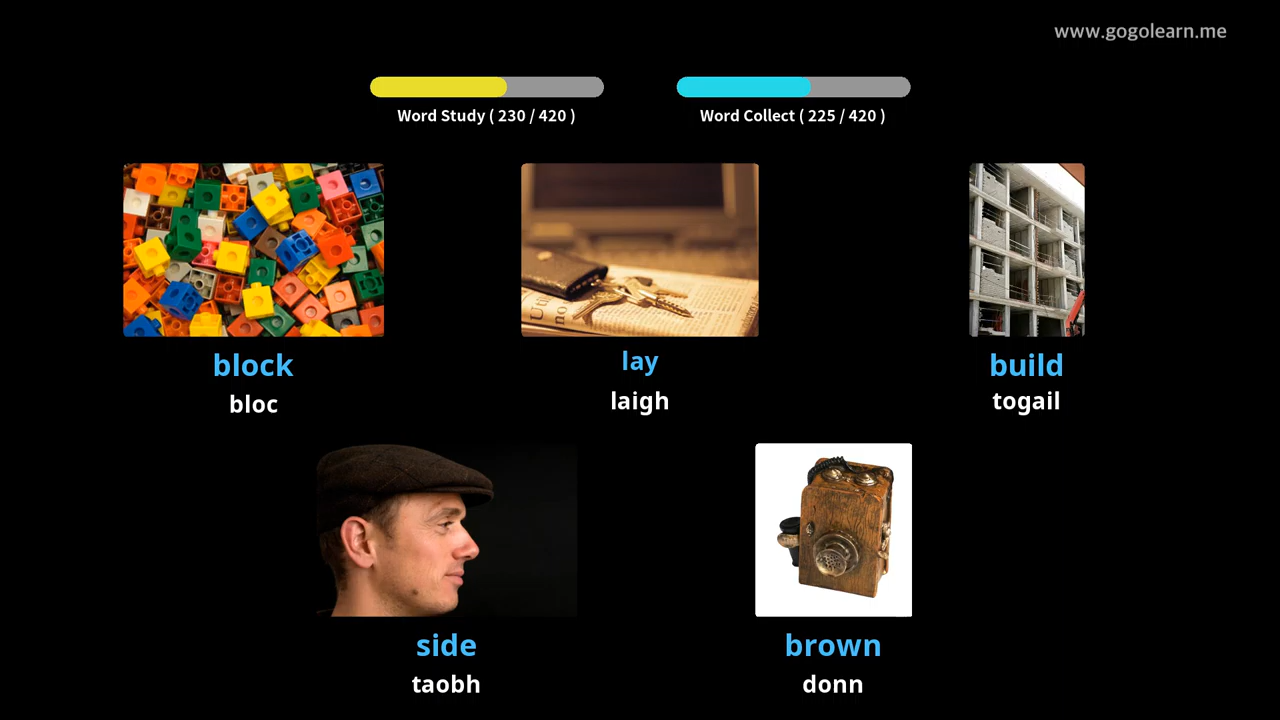 www.gogolearn.me
Word Study ( 230 / 420 )
Word Collect ( 225 / 420 )
block
bloc
lay
laigh
build
togail
side
taobh
brown
donn